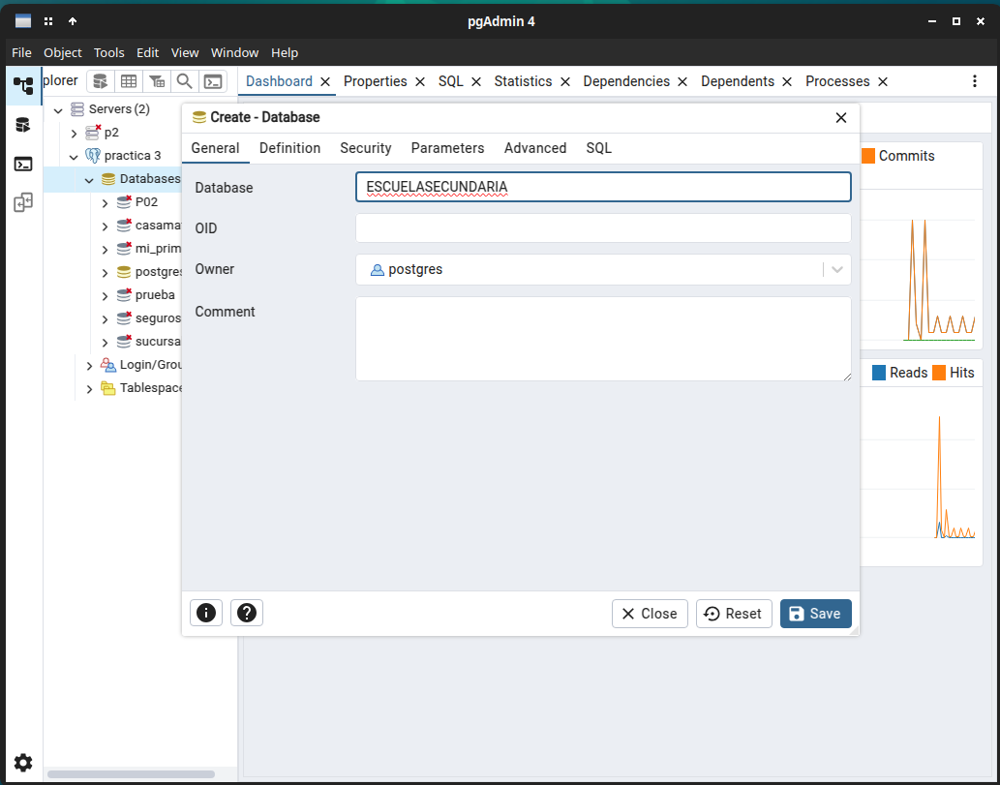 pgAdmin 4
File Object Tools Edit View Window Help
plorer
Dashboard Properties SQL Statistics Dependencies Dependents Processes
Servers (2)
p2
practica 3
Databases
P02
casama
mi_prim
postgres
prueba
seguros
sucursa
Login/Grou
Tablespace
Create - Database
General Definition Security Parameters Advanced SQL
Database ESCUELASECUNDARIA
OID
Owner postgres
Comment
Close Reset Save
Commits
Reads Hits